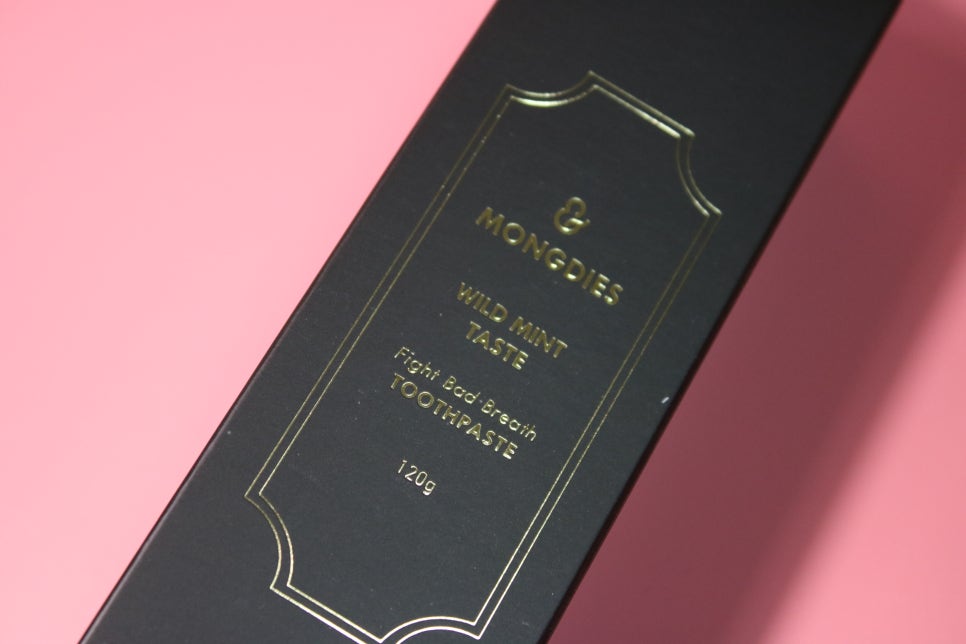 &
MONGDIES
WILD MINT
TASTE
Fight Bad-Breath
TOOTHPASTE
120g